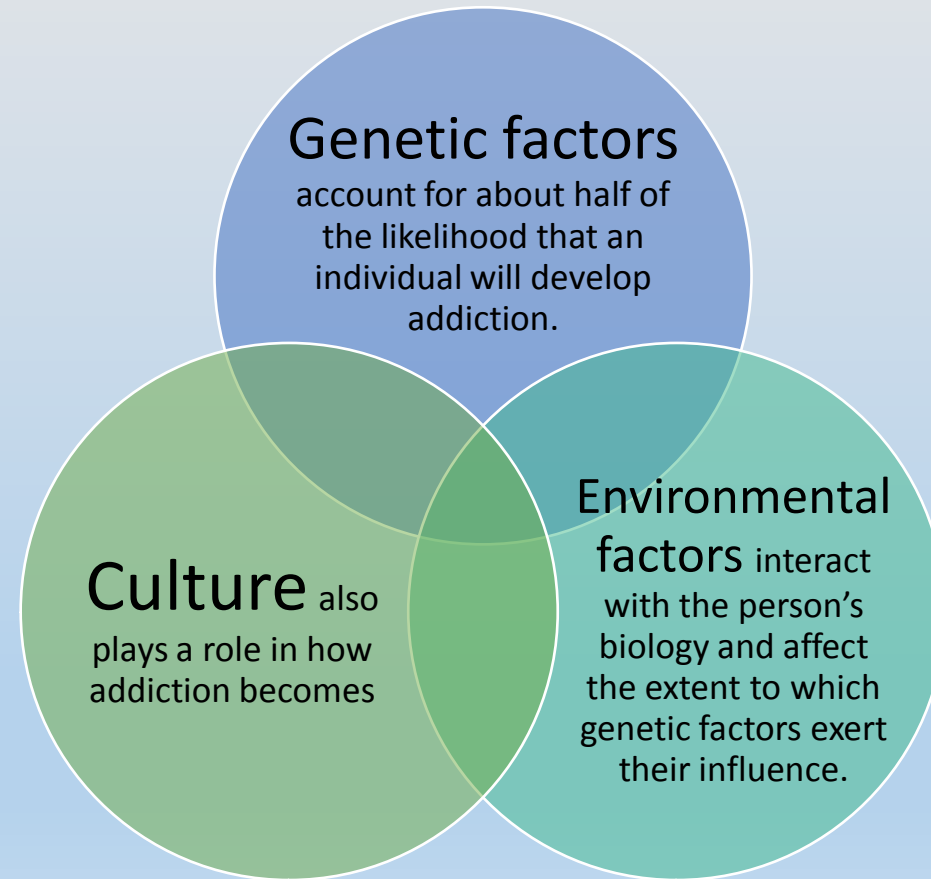 Genetic factors
account for about half of
the likelihood that an
individual will develop
addiction.
Culture also
plays a role in how
addiction becomes
Environmental
factors interact
with the person’s
biology and affect
the extent to which
genetic factors exert
their influence.